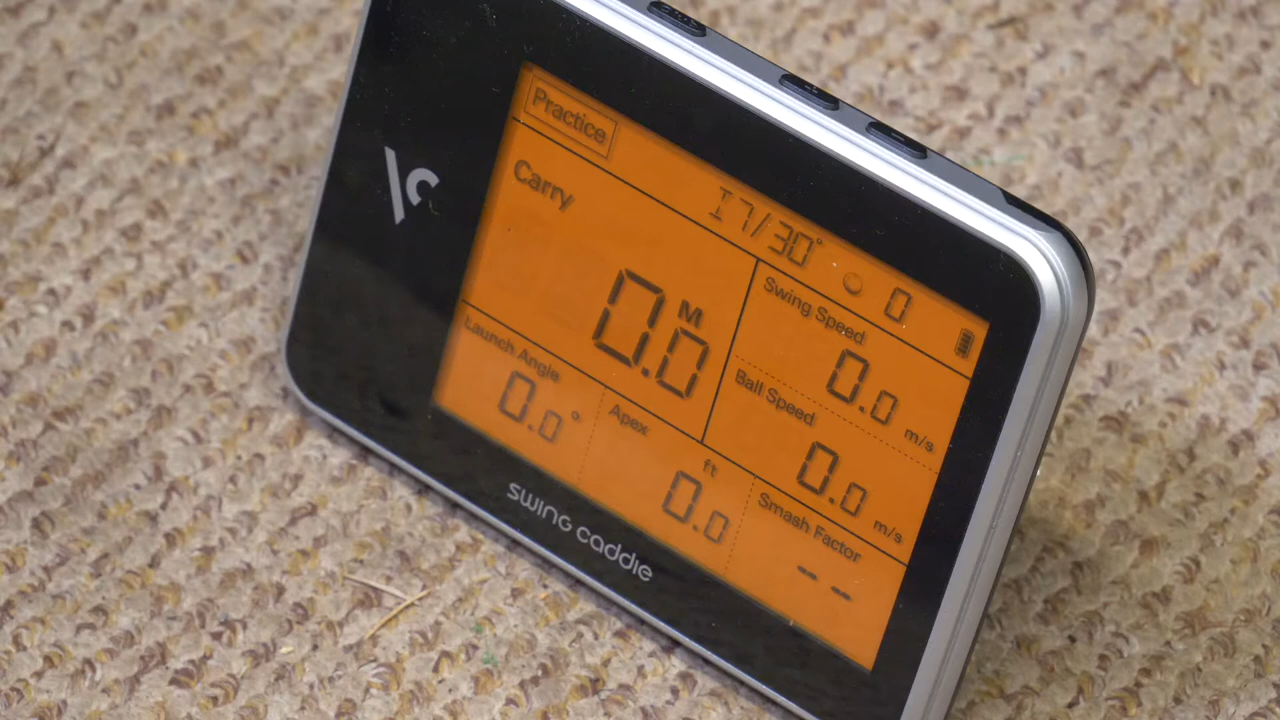 Practice
I7/30° 0
Carry
0.0 M
Swing Speed
0.0 m/s
Ball Speed
0.0 m/s
Launch Angle
0.0°
Apex
0.0 ft
Smash Factor
--
SWING CADDIE